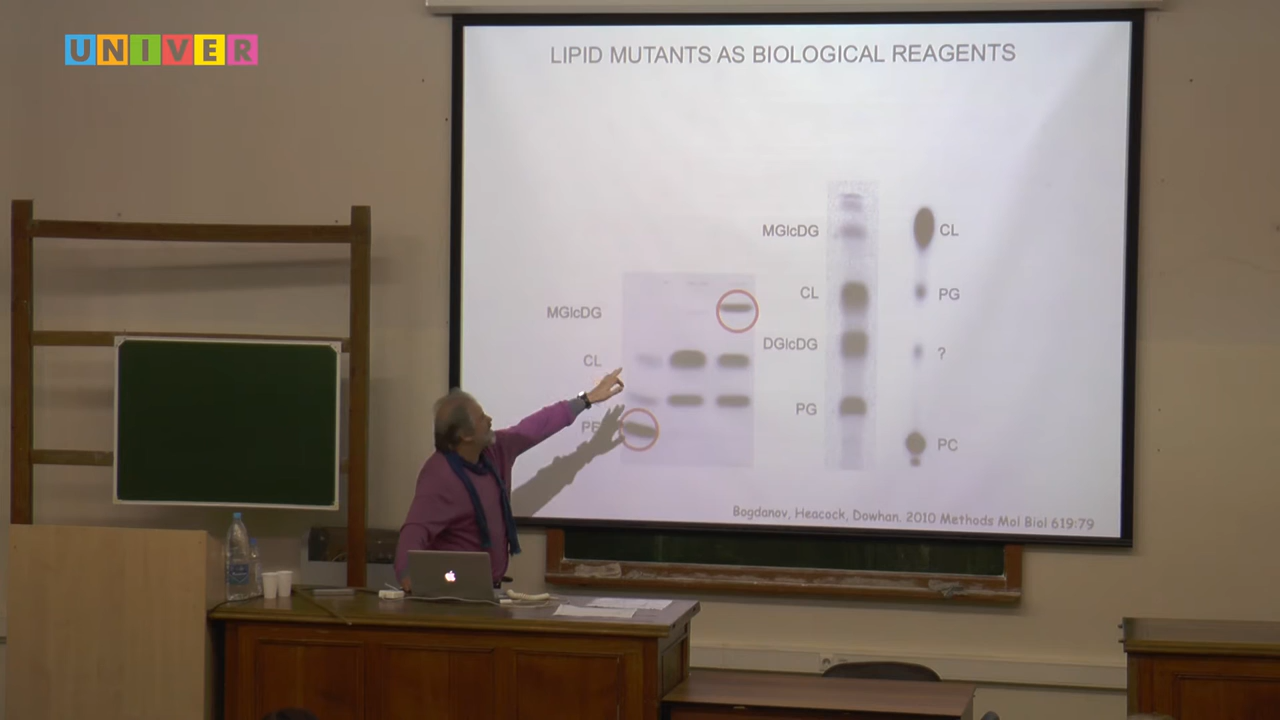 UNIVER
LIPID MUTANTS AS BIOLOGICAL REAGENTS
MGlcDG
CL
PE
MGlcDG
CL
DGlcDG
PG
CL
PG
?
PC
Bogdanov, Heacock, Dowhan. 2010 Methods Mol Biol 619:79